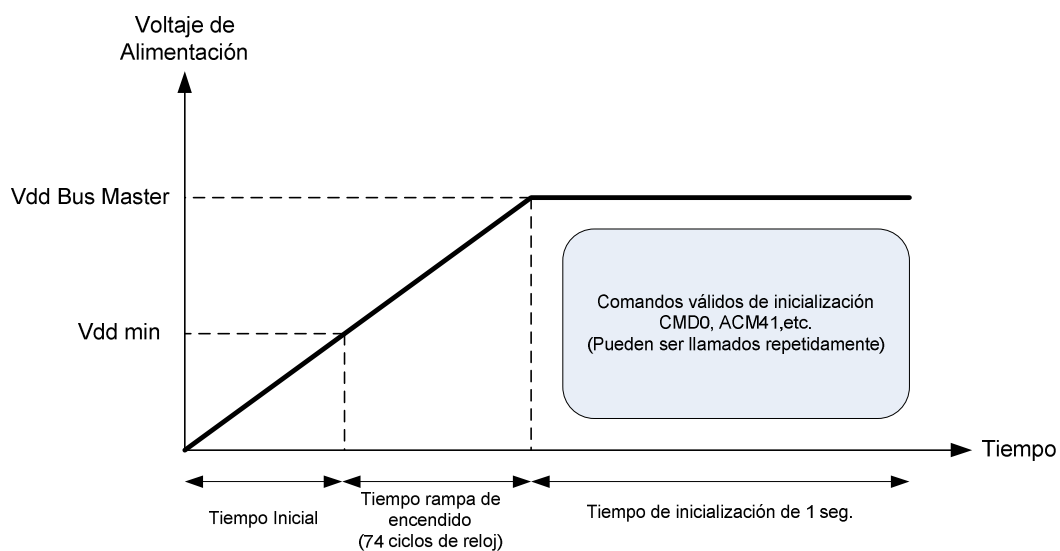 Voltaje de
Alimentación
Vdd Bus Master
Comandos válidos de inicialización
CMD0, ACM41,etc.
(Pueden ser llamados repetidamente)
Vdd min
Tiempo
Tiempo Inicial
Tiempo rampa de
encendido
(74 ciclos de reloj)
Tiempo de inicialización de 1 seg.